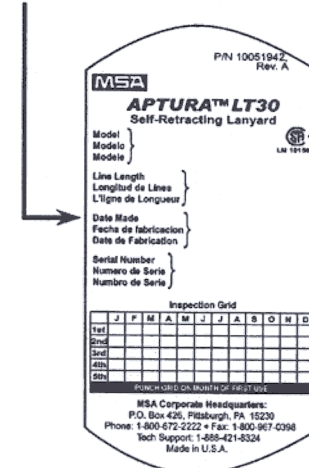 P/N 10051942,
Rev. A
MSA
APTURA™ LT30
Self-Retracting Lanyard
Model
Modelo
Modele
SA
Line Length
Longitud de Linea
L'ligne de Longueur
Date Made
Fecha de fabricacion
Date de Fabrication
Serial Number
Numero de Serie
Numbro de Serie
Inspection Grid
J F M A M J J A S O N D
1st
2nd
3rd
4th
5th
PUNCH GRID ON MONTH OF FIRST USE
MSA Corporate Headquarters:
P.O. Box 426, Pittsburgh, PA 15230
Phone: 1-800-672-2222 • Fax: 1-800-967-0398
Tech Support: 1-888-421-8324
Made in U.S.A.